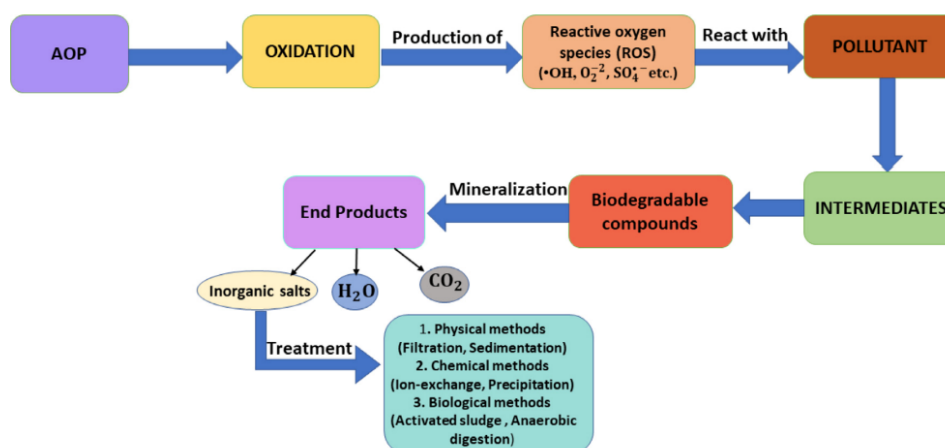 AOP
OXIDATION
Production of
Reactive oxygen
species (ROS)
(•OH, O₂⁻², SO₄•⁻ etc.)
React with
POLLUTANT
INTERMEDIATES
Biodegradable
compounds
Mineralization
End Products
Inorganic salts
H₂O
CO₂
Treatment
1. Physical methods
(Filtration, Sedimentation)
2. Chemical methods
(Ion-exchange, Precipitation)
3. Biological methods
(Activated sludge , Anaerobic
digestion)